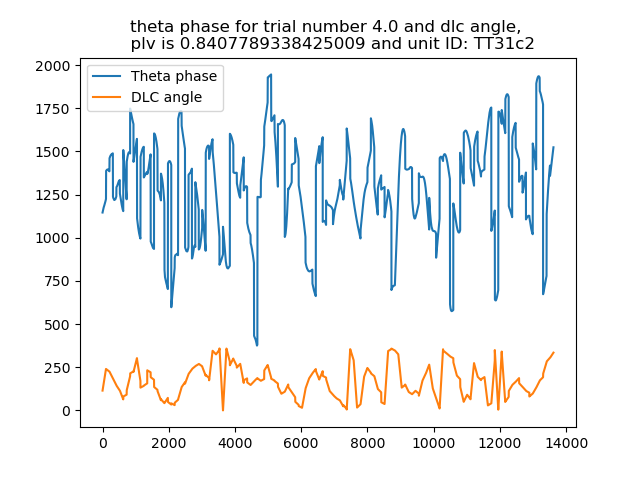 theta phase for trial number 4.0 and dlc angle,
plv is 0.8407789338425009 and unit ID: TT31c2
Theta phase
DLC angle
2000
1750
1500
1250
1000
750
500
250
0
0 2000 4000 6000 8000 10000 12000 14000